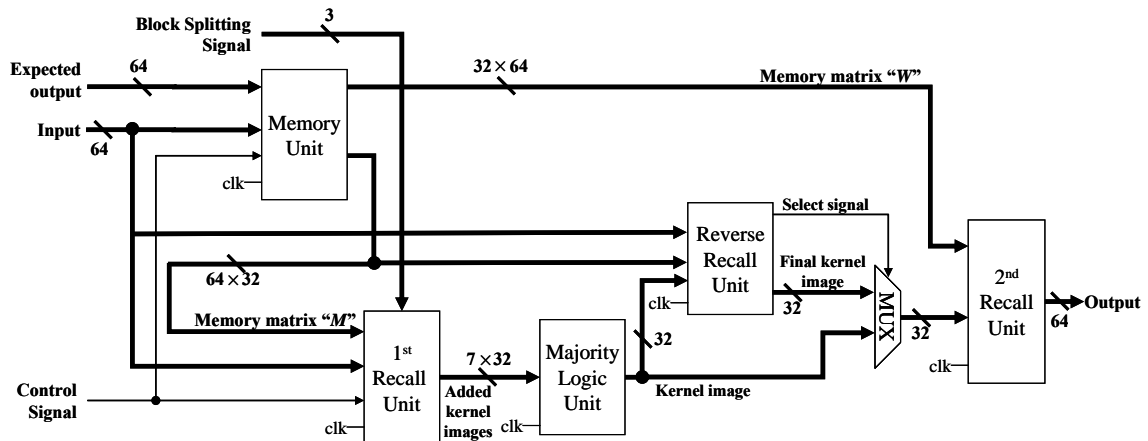 Block Splitting
Signal
3
Expected
output
64
32 × 64
Memory matrix “W”
Input
64
Memory
Unit
clk
Select signal
Reverse
Recall
Unit
clk
Final kernel
image
32
64 × 32
MUX
32
2nd
Recall
Unit
clk
Output
64
Memory matrix “M”
1st
Recall
Unit
clk
7 × 32
Added
kernel
images
Majority
Logic
Unit
clk
32
Kernel image
Control
Signal